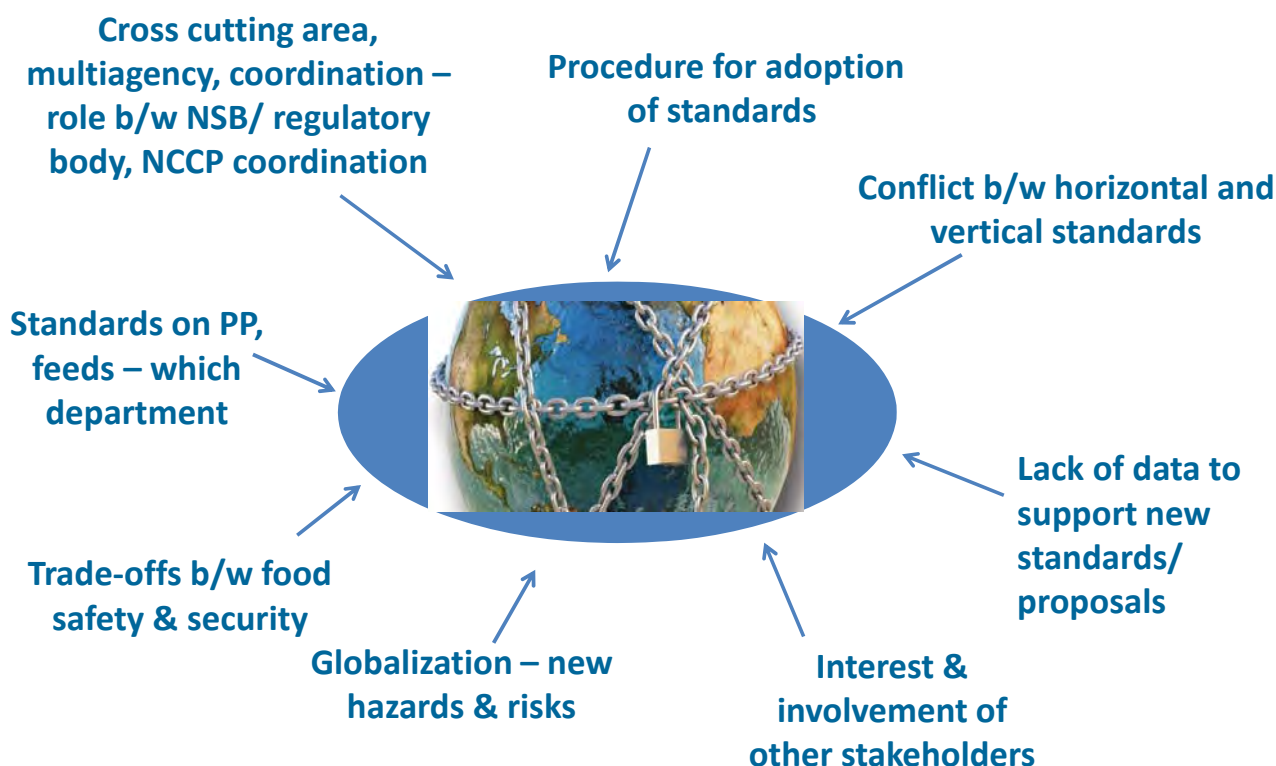 Cross cutting area,
multiagency, coordination –
role b/w NSB/ regulatory
body, NCCP coordination
Procedure for adoption
of standards
Conflict b/w horizontal and
vertical standards
Standards on PP,
feeds – which
department
Lack of data to
support new
standards/
proposals
Trade-offs b/w food
safety & security
Globalization – new
hazards & risks
Interest &
involvement of
other stakeholders